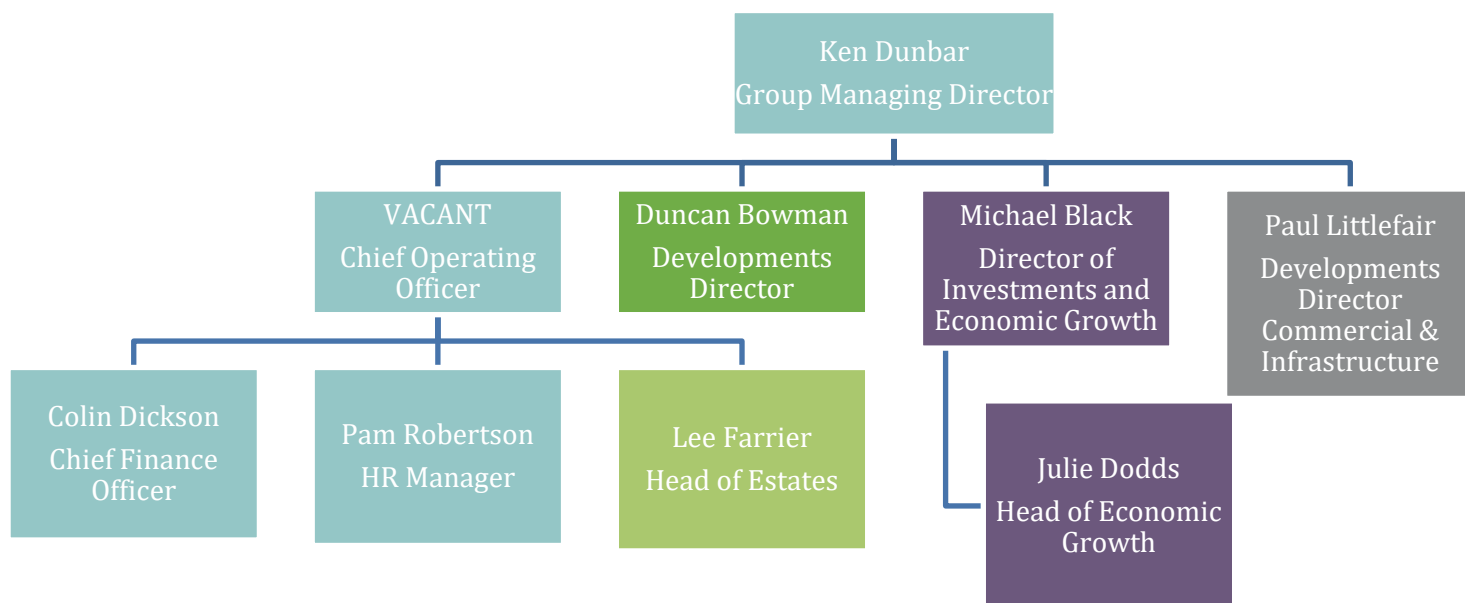 Ken Dunbar
Group Managing Director
VACANT
Chief Operating
Officer
Duncan Bowman
Developments
Director
Michael Black
Director of
Investments and
Economic Growth
Paul Littlefair
Developments
Director
Commercial &
Infrastructure
Colin Dickson
Chief Finance
Officer
Pam Robertson
HR Manager
Lee Farrier
Head of Estates
Julie Dodds
Head of Economic
Growth